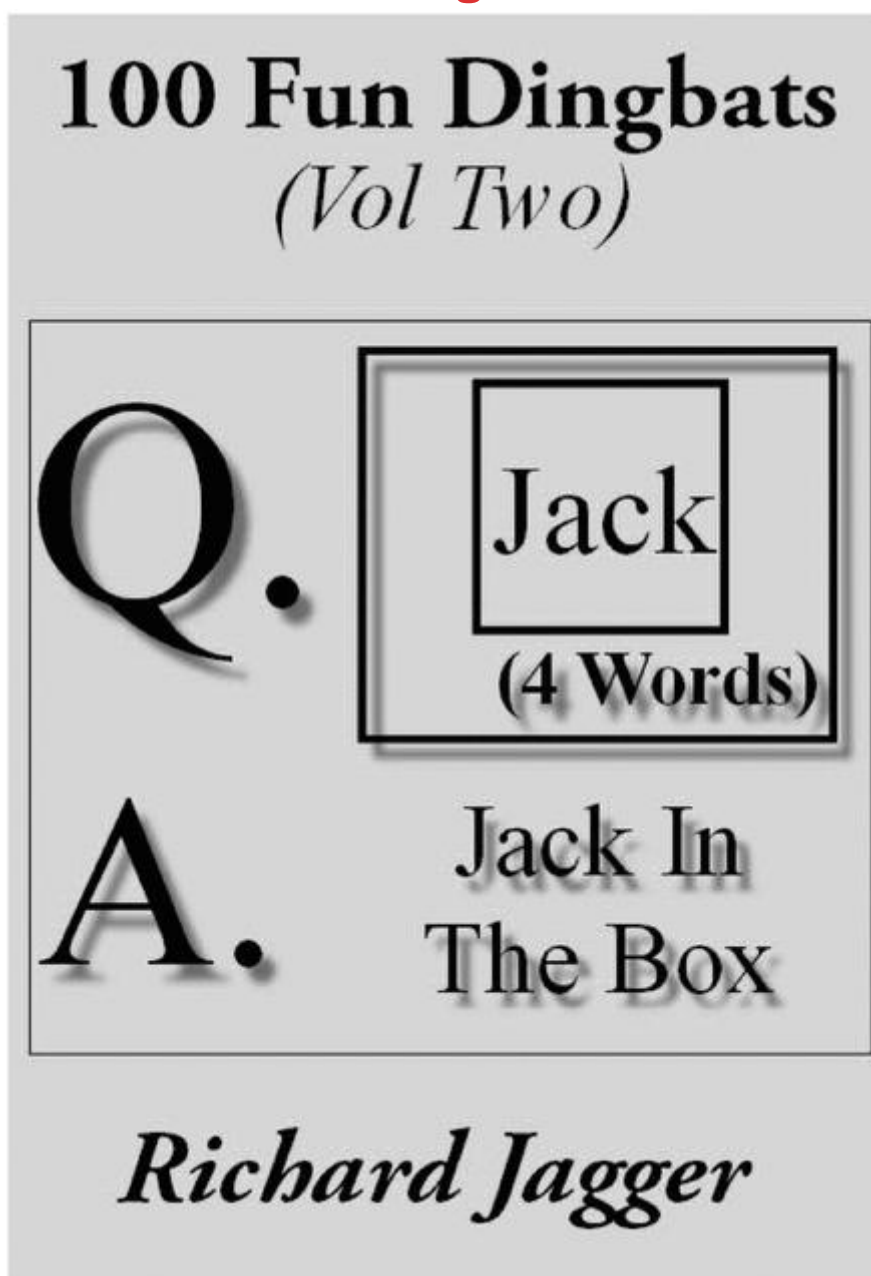 100 Fun Dingbats
(Vol Two)
Q.
Jack
(4 Words)
A.
Jack In
The Box
Richard Jagger